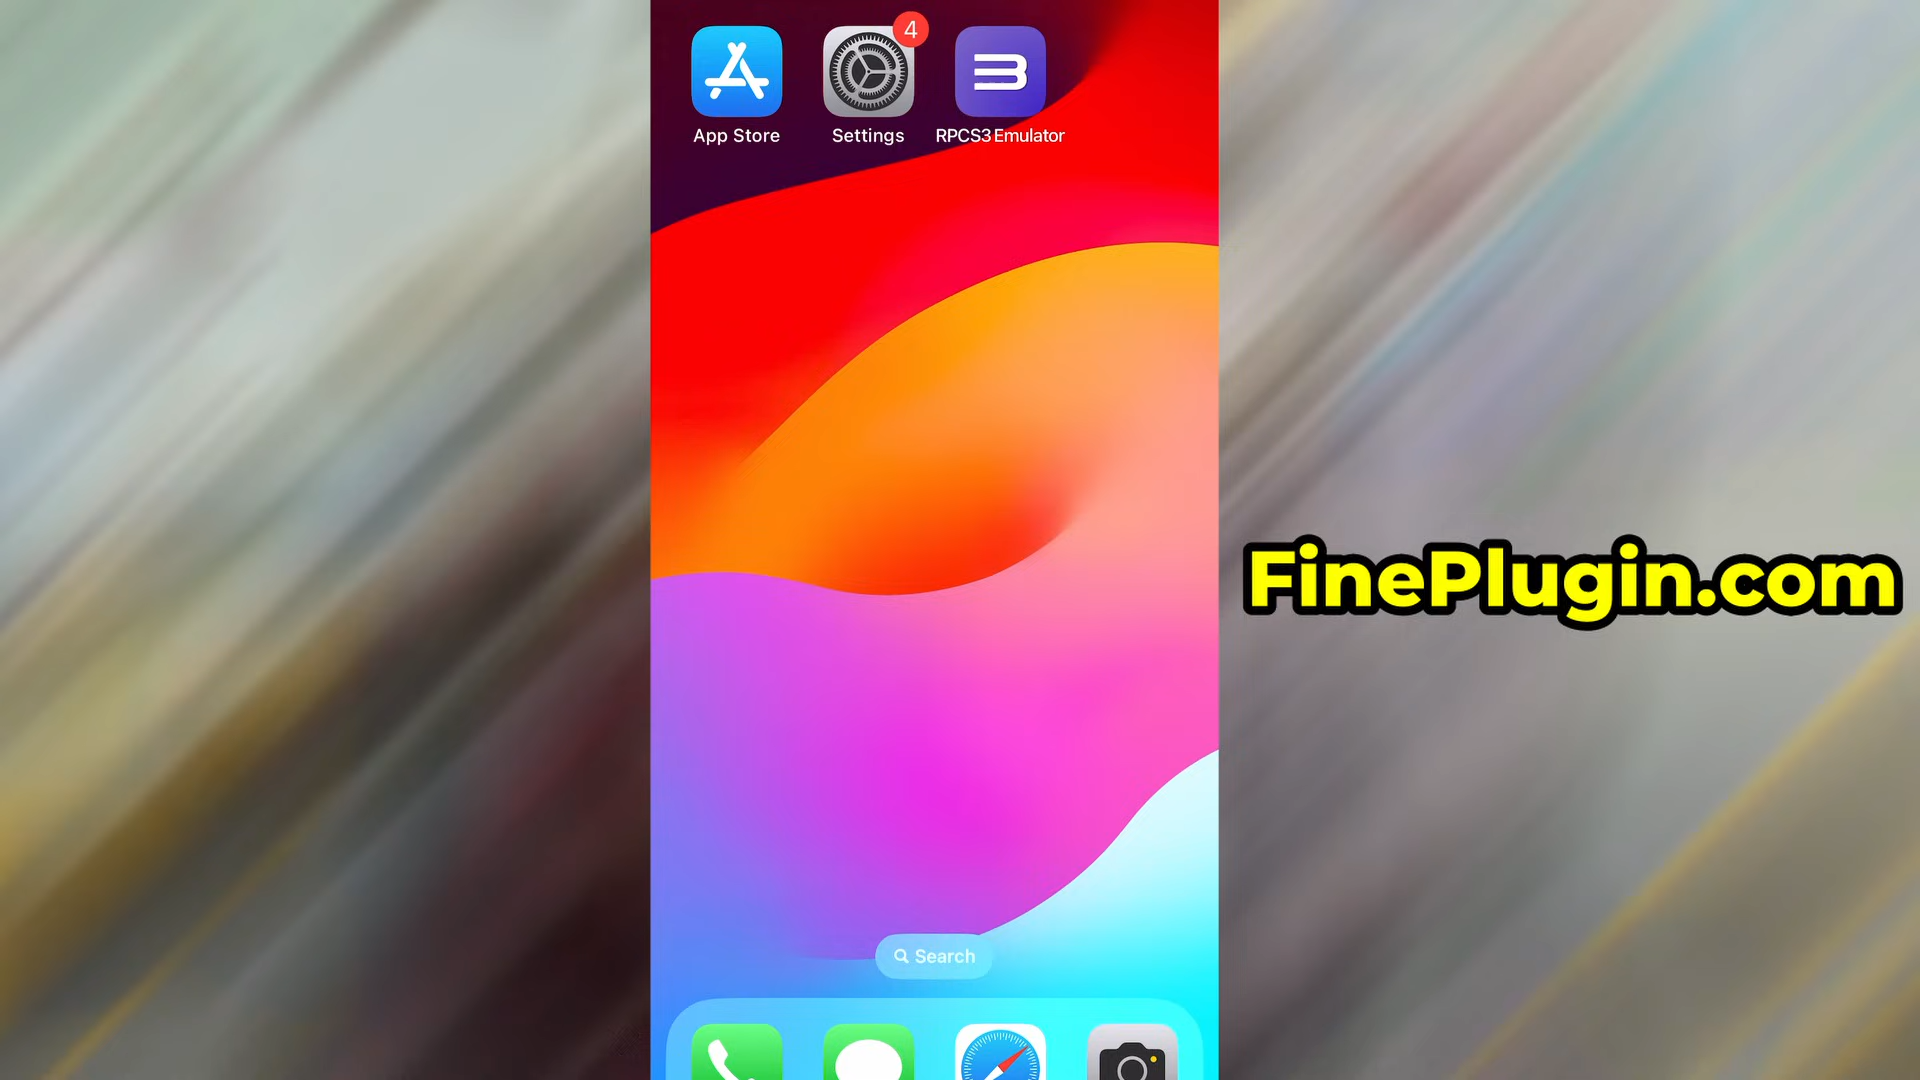 4
App Store
Settings
RPCS3 Emulator
FinePlugin.com
Search